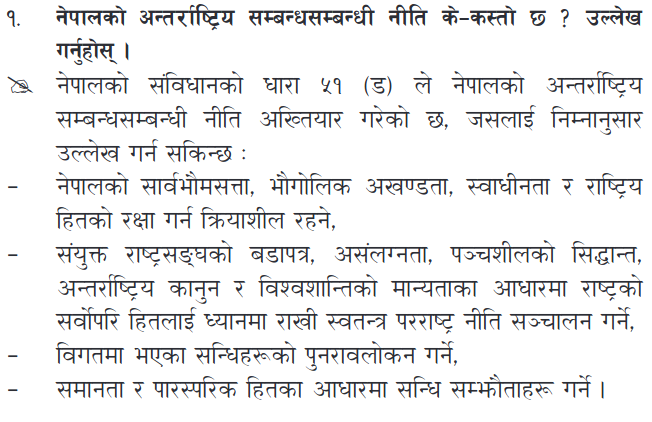 १. नेपालको अन्तर्राष्ट्रिय सम्बन्धसम्बन्धी नीति के-कस्तो छ ? उल्लेख
गर्नुहोस् ।
नेपालको संविधानको धारा ५१ (ड) ले नेपालको अन्तर्राष्ट्रिय
सम्बन्धसम्बन्धी नीति अख्तियार गरेको छ, जसलाई निम्नानुसार
उल्लेख गर्न सकिन्छ :
- नेपालको सार्वभौमसत्ता, भौगोलिक अखण्डता, स्वाधीनता र राष्ट्रिय
हितको रक्षा गर्न क्रियाशील रहने,
- संयुक्त राष्ट्रसङ्घको बडापत्र, असंलग्नता, पञ्चशीलको सिद्धान्त,
अन्तर्राष्ट्रिय कानुन र विश्वशान्तिको मान्यताका आधारमा राष्ट्रको
सर्वोपरि हितलाई ध्यानमा राखी स्वतन्त्र परराष्ट्र नीति सञ्चालन गर्ने,
- विगतमा भएका सन्धिहरूको पुनरावलोकन गर्ने,
- समानता र पारस्परिक हितका आधारमा सन्धि सम्झौताहरू गर्ने ।